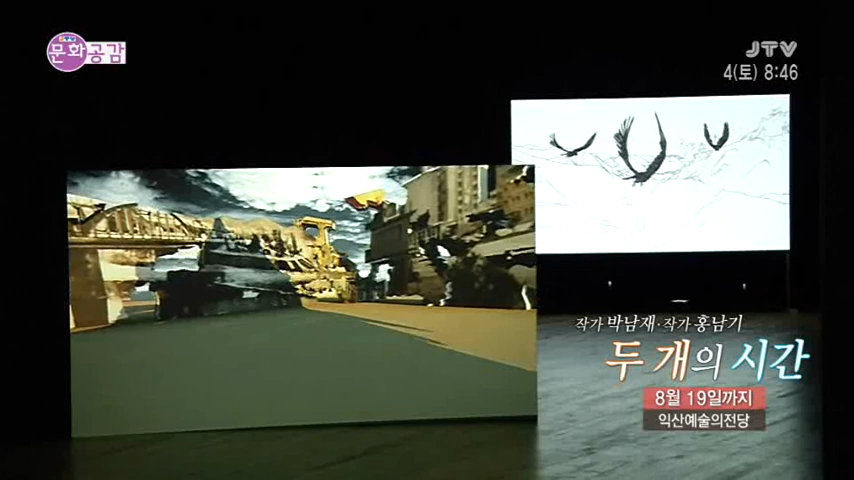 JTV
문화공감
JTV
4(토) 8:46
작가 박남재 · 작가 홍남기
두 개의 시간
8월 19일까지
익산예술의전당